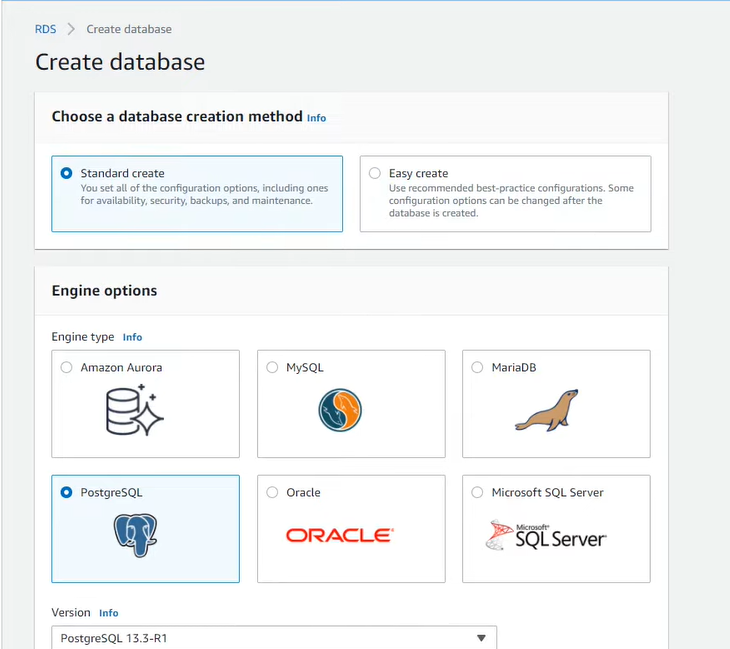 RDS > Create database
Create database
Choose a database creation method Info
Standard create
You set all of the configuration options, including ones
for availability, security, backups, and maintenance.
Easy create
Use recommended best-practice configurations. Some
configuration options can be changed after the
database is created.
Engine options
Engine type Info
Amazon Aurora
MySQL
MariaDB
PostgreSQL
Oracle
ORACLE®
Microsoft SQL Server
Microsoft®
SQL Server
Version Info
PostgreSQL 13.3-R1